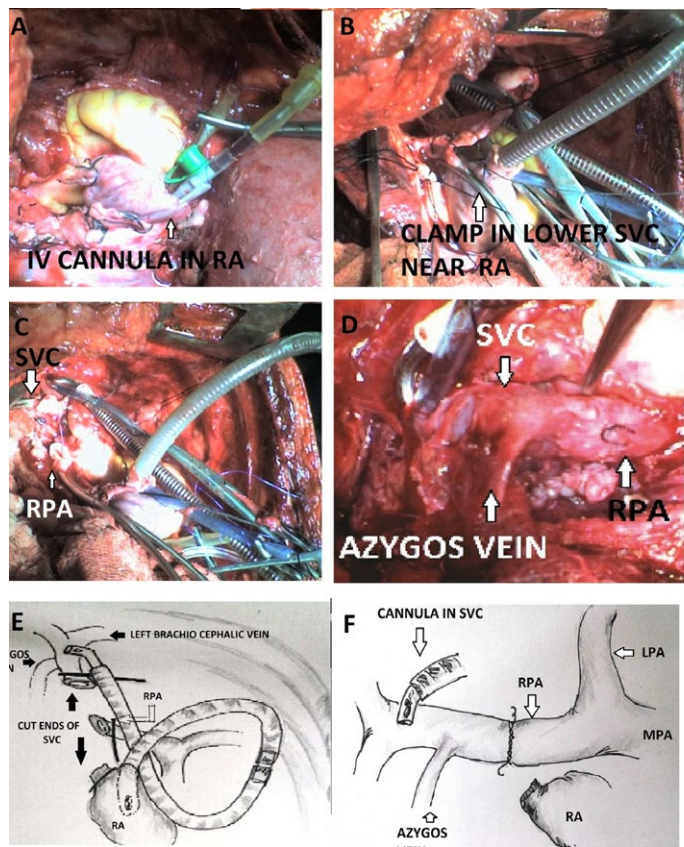 A
IV CANNULA IN RA
B
CLAMP IN LOWER SVC
NEAR RA
C
SVC
RPA
D
SVC
RPA
AZYGOS VEIN
E
LEFT BRACHIO CEPHALIC VEIN
GOS
N
RPA
CUT ENDS OF
SVC
RA
F
CANNULA IN SVC
RPA
LPA
MPA
RA
AZYGOS